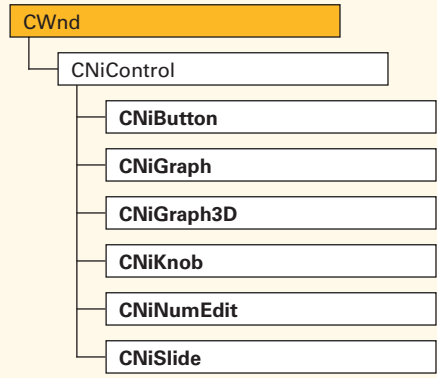 CWnd
CNiControl
CNiButton
CNiGraph
CNiGraph3D
CNiKnob
CNiNumEdit
CNiSlide